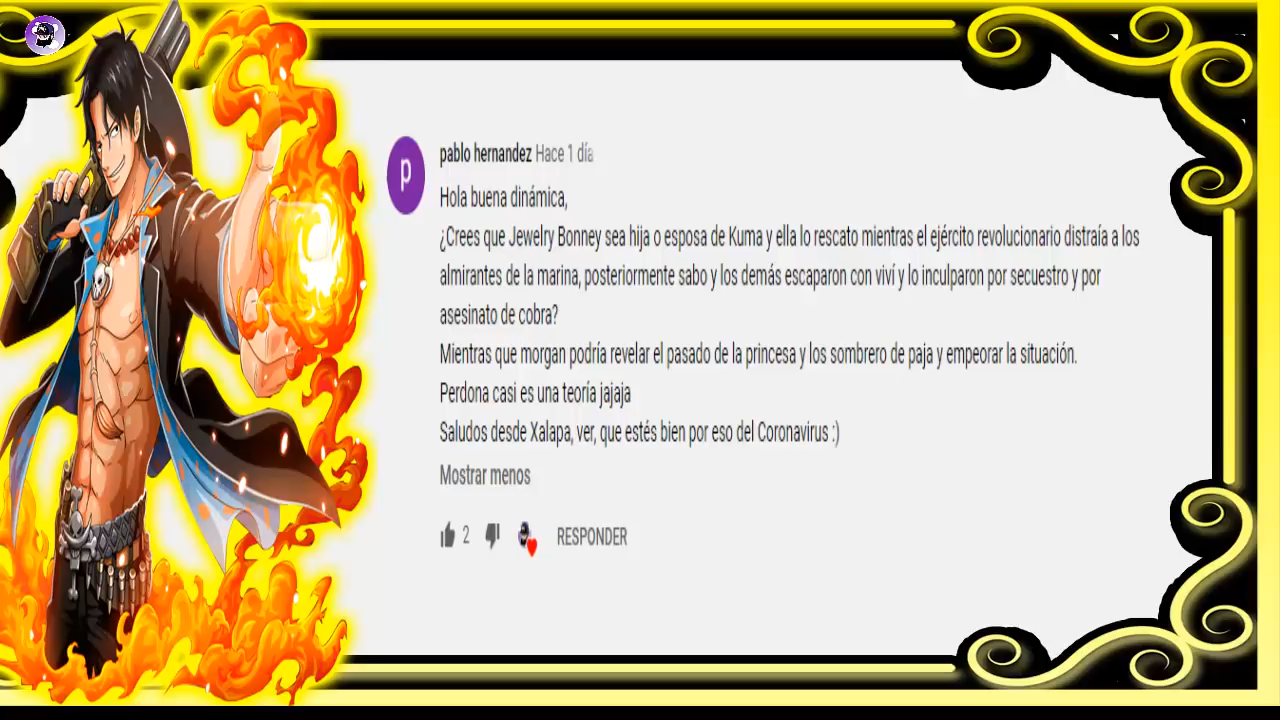 p
pablo hernandez Hace 1 día
Hola buena dinámica,
¿Crees que Jewelry Bonney sea hija o esposa de Kuma y ella lo rescato mientras el ejército revolucionario distraía a los
almirantes de la marina, posteriormente sabo y los demás escaparon con viví y lo inculparon por secuestro y por
asesinato de cobra?
Mientras que morgan podría revelar el pasado de la princesa y los sombrero de paja y empeorar la situación.
Perdona casi es una teoría jajaja
Saludos desde Xalapa, ver, que estés bien por eso del Coronavirus :)
Mostrar menos
2 RESPONDER